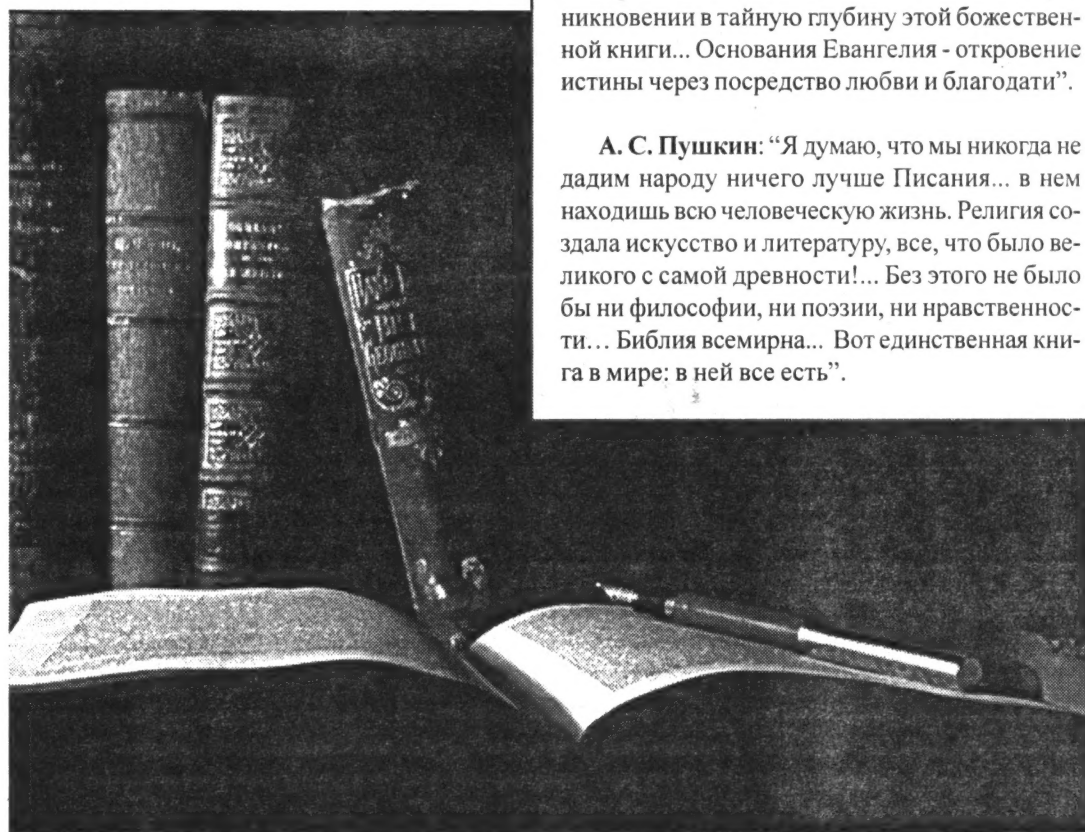 никновении в тайную глубину этой божествен-
ной книги... Основания Евангелия - откровение
истины через посредство любви и благодати”.
А. С. Пушкин: “Я думаю, что мы никогда не
дадим народу ничего лучше Писания... в нем
находишь всю человеческую жизнь. Религия со-
здала искусство и литературу, все, что было ве-
ликого с самой древности!... Без этого не было
бы ни философии, ни поэзии, ни нравственнос-
ти... Библия всемирна... Вот единственная кни-
га в мире: в ней все есть”.